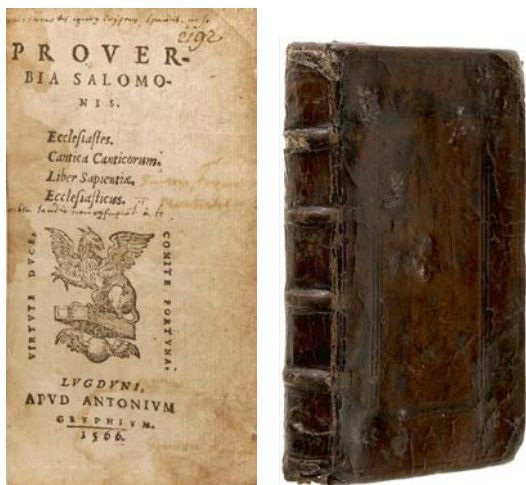 PROVER-
BIA SALOMO-
NIS.
Ecclesiastes.
Cantica Canticorum.
Liber Sapientiæ.
Ecclesiasticus.
VIRTVTE DVCE,
COMITE FORTVNA.
LVGDVNI,
APVD ANTONIVM
GRYPHIVM.
1566.